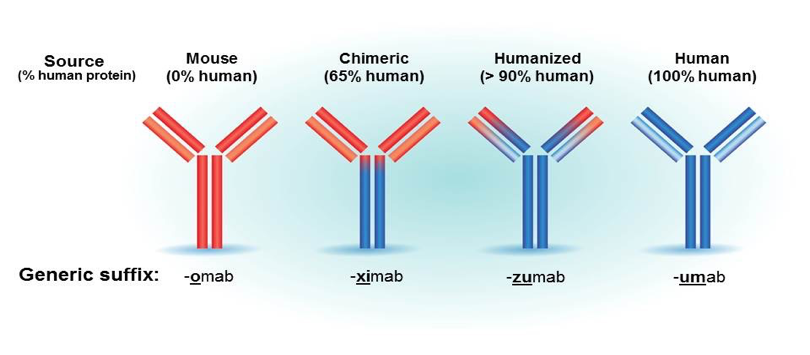 Source
(% human protein)
Mouse
(0% human)
Chimeric
(65% human)
Humanized
(> 90% human)
Human
(100% human)
Generic suffix:
-omab
-ximab
-zumab
-umab